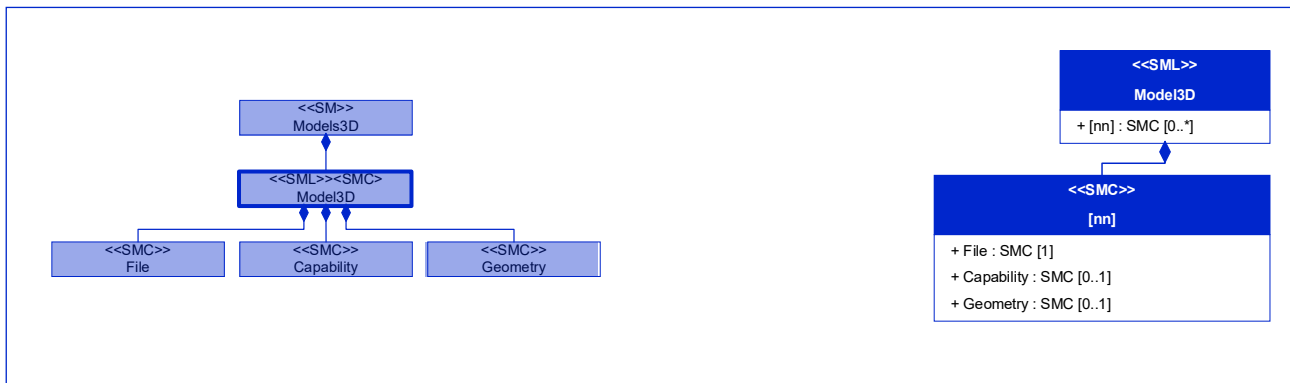 <<SM>>
Models3D
<<SML>><SMC>
Model3D
<<SMC>>
File
<<SMC>>
Capability
<<SMC>>
Geometry
<<SML>>
Model3D
+ [nn] : SMC [0..*]
<<SMC>>
[nn]
+ File : SMC [1]
+ Capability : SMC [0..1]
+ Geometry : SMC [0..1]